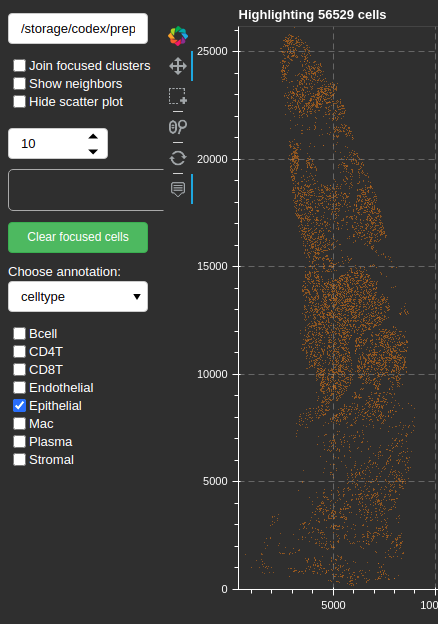 /storage/codex/prep
Join focused clusters
Show neighbors
Hide scatter plot
10
Clear focused cells
Choose annotation:
celltype
Bcell
CD4T
CD8T
Endothelial
Epithelial
Mac
Plasma
Stromal
Highlighting 56529 cells
25000
20000
15000
10000
5000
0
5000
100